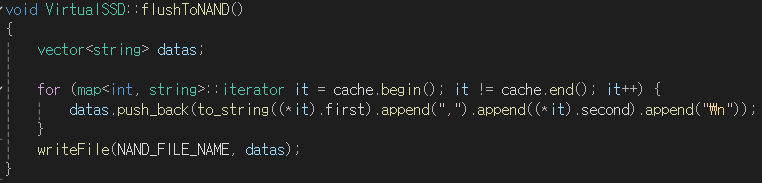 void VirtualSSD::flushToNAND()
{
    vector<string> datas;
    for (map<int, string>::iterator it = cache.begin(); it != cache.end(); it++) {
        datas.push_back(to_string((*it).first).append(",").append((*it).second).append("₩n"));
    }
    writeFile(NAND_FILE_NAME, datas);
}